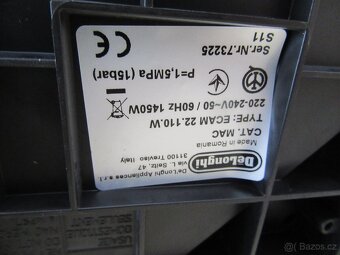 DeLonghi
De'Longhi Appliances s.r.l.
via L. Seitz, 47
31100 Treviso Italy
Made in Romania
CAT. MAC
TYPE: ECAM 22.110.W
220-240V~50 / 60Hz 1450W
P=1,5MPa (15bar)
Ser.Nr.73225
S11
CE
bazos.cz